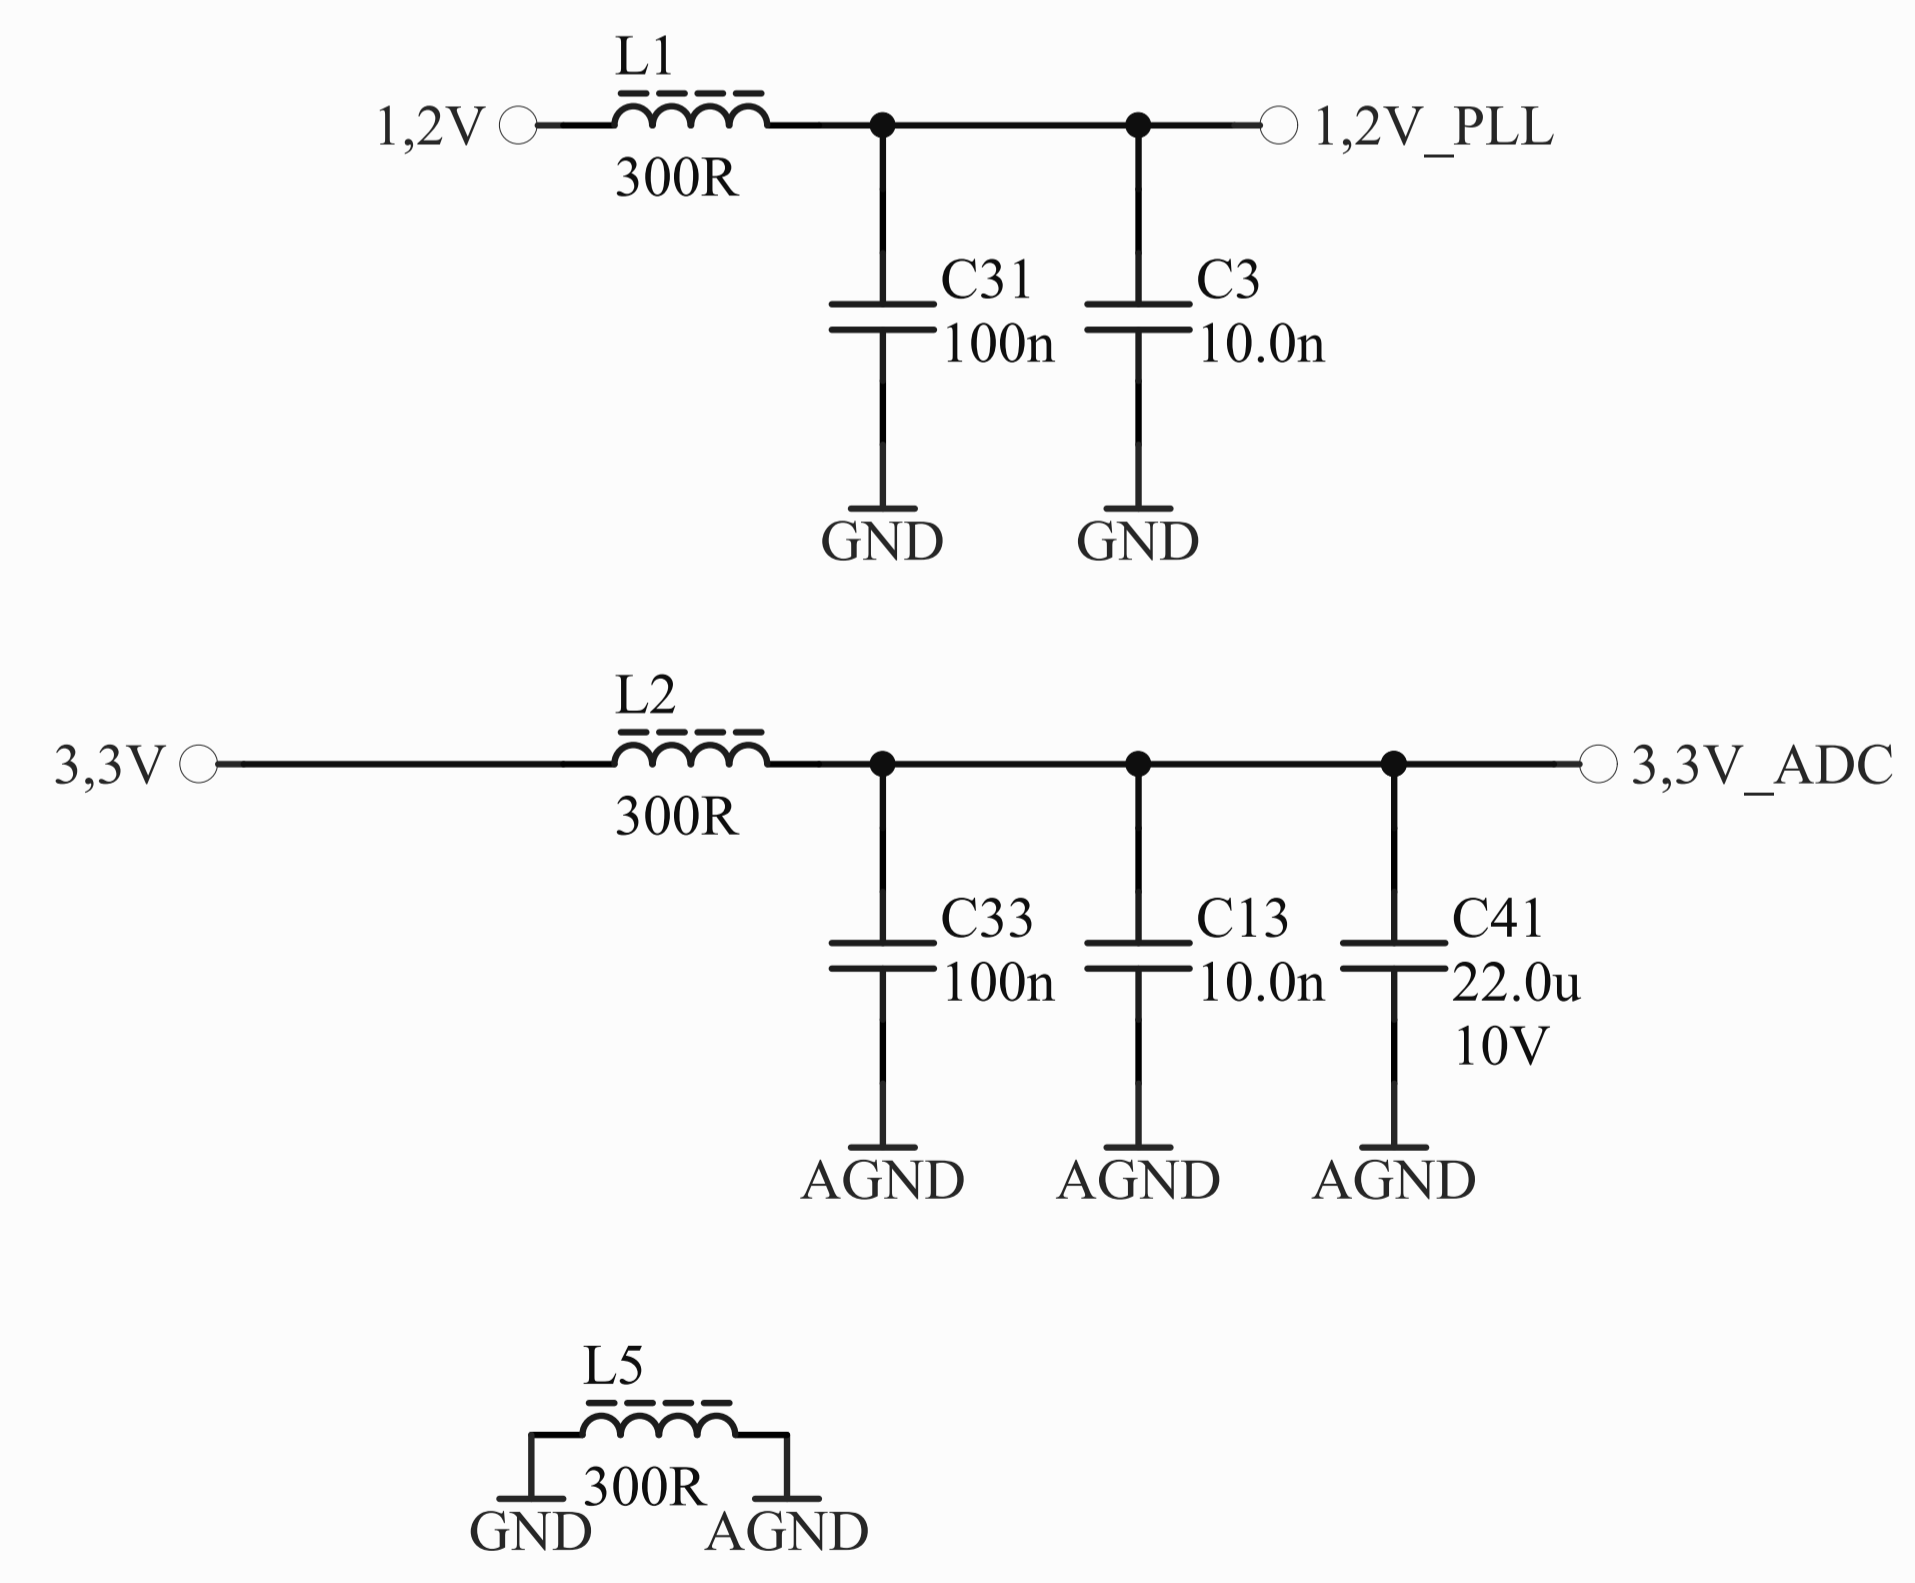 L1
1,2V
1,2V_PLL
300R
C31
100n
C3
10.0n
GND
GND
L2
3,3V
3,3V_ADC
300R
C33
100n
C13
10.0n
C41
22.0u
10V
AGND
AGND
AGND
L5
300R
GND
AGND